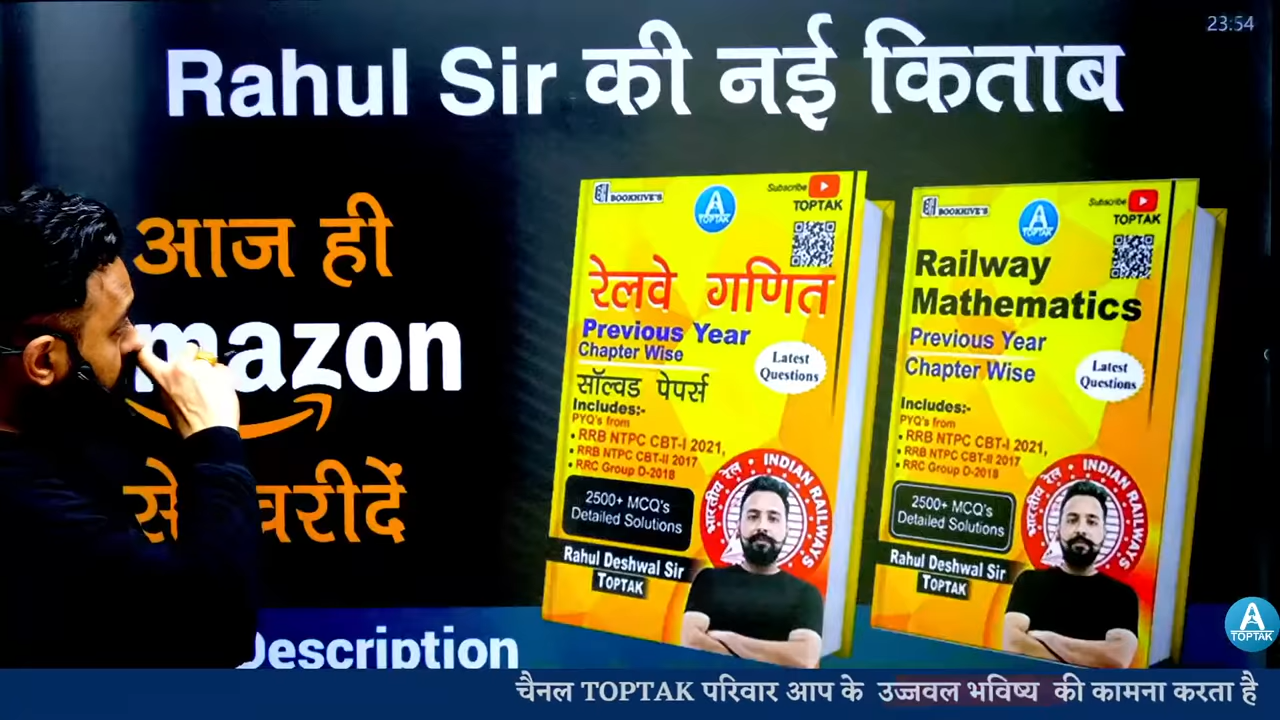 23:54
Rahul Sir की नई किताब
आज ही
mazon
से
Description
BOOKHIVE'S
A
TOPTAK
Subscribe
TOPTAK
रेलवे गणित
Previous Year
Chapter Wise
सॉल्वड पेपर्स
Latest
Questions
Includes:-
PYQ's from
• RRB NTPC CBT-I 2021,
• RRB NTPC CBT-II 2017
• RRC Group D-2018
2500+ MCQ's
Detailed Solutions
भारतीय रेल
INDIAN RAILWAYS
Rahul Deshwal Sir
TOPTAK
BOOKHIVE'S
A
TOPTAK
Subscribe
TOPTAK
Railway
Mathematics
Previous Year
Chapter Wise
Latest
Questions
Includes:-
PYQ's from
• RRB NTPC CBT-I 2021,
• RRB NTPC CBT-II 2017
• RRC Group D-2018
2500+ MCQ's
Detailed Solutions
भारतीय रेल
INDIAN RAILWAYS
Rahul Deshwal Sir
TOPTAK
A
TOPTAK
चैनल TOPTAK परिवार आप के उज्जवल भविष्य की कामना करता है